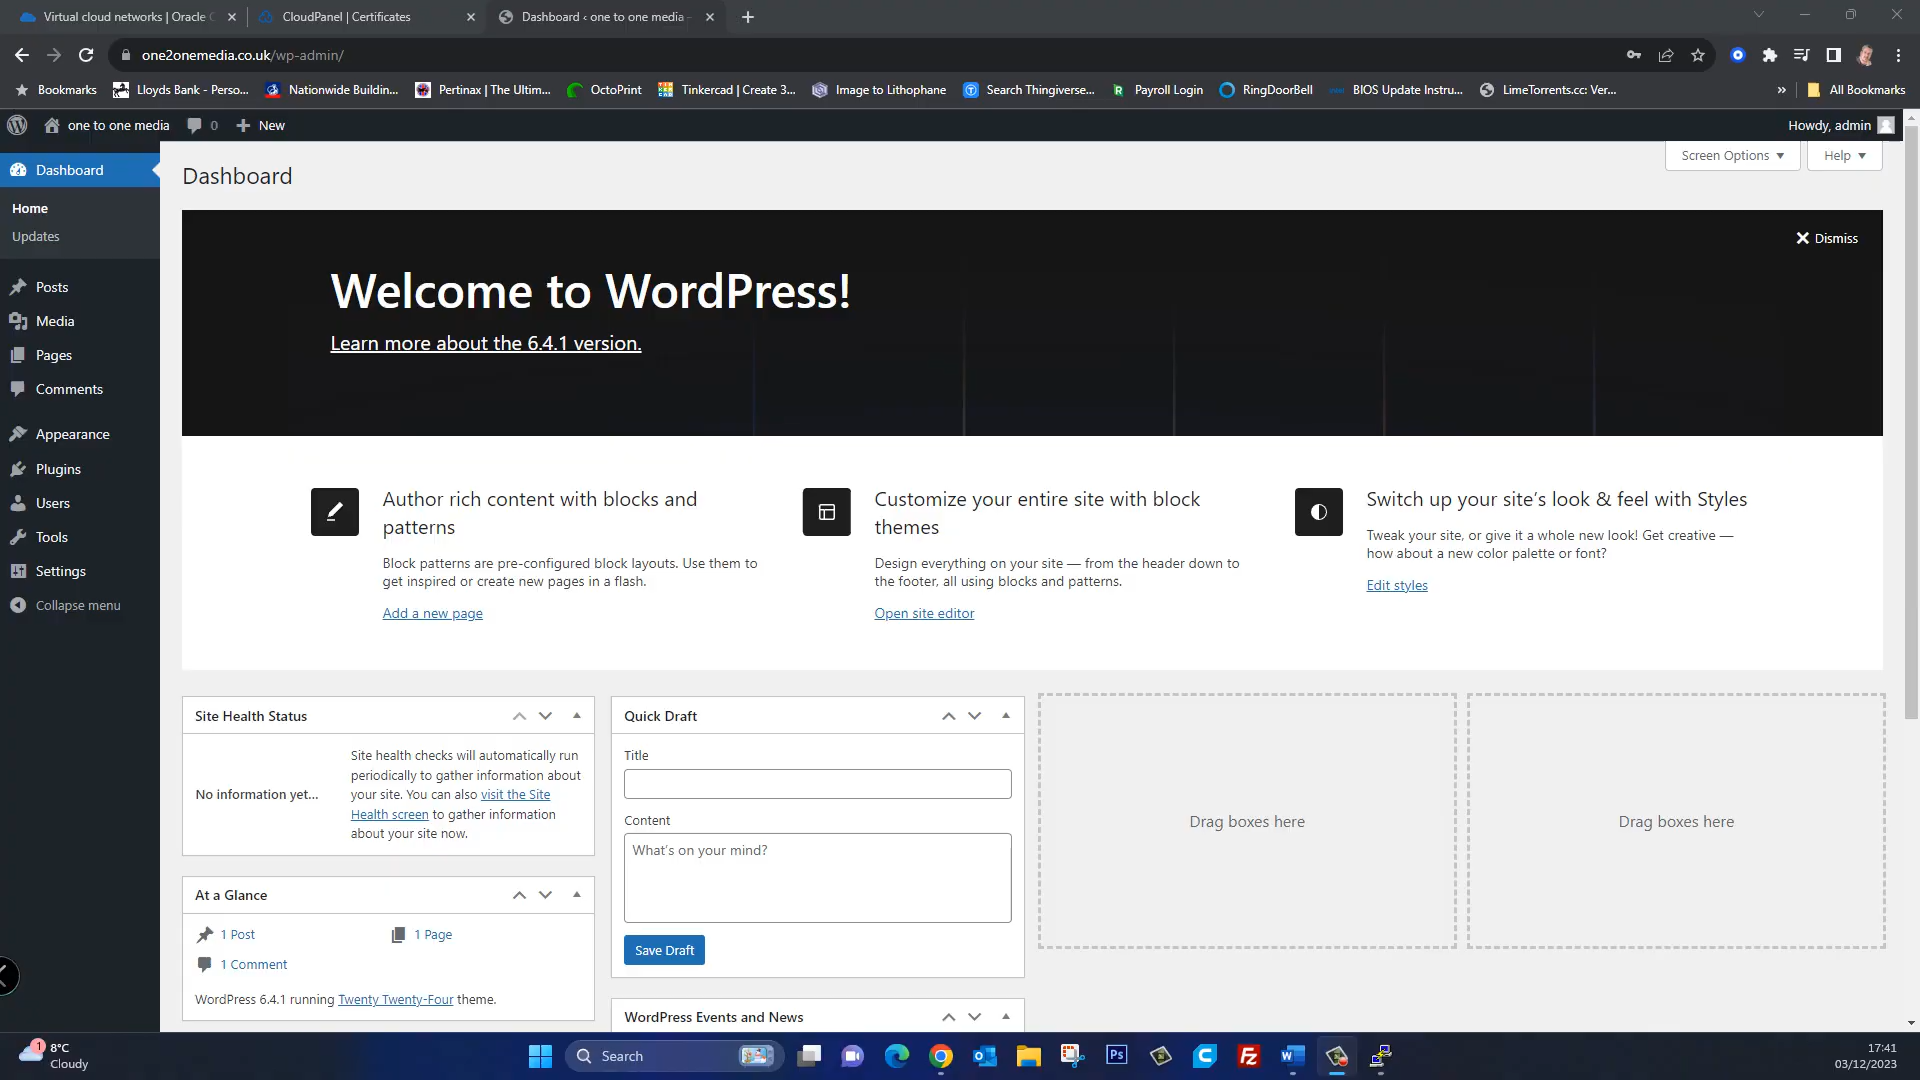 Virtual cloud networks | Oracle C
CloudPanel | Certificates
Dashboard ‹ one to one media –
one2onemedia.co.uk/wp-admin/
Bookmarks
Lloyds Bank - Perso...
Nationwide Buildin...
Pertinax | The Ultim...
OctoPrint
Tinkercad | Create 3...
Image to Lithophane
Search Thingiverse...
Payroll Login
RingDoorBell
BIOS Update Instru...
LimeTorrents.cc: Ver...
»
All Bookmarks
one to one media
0
New
Howdy, admin
Dashboard
Home
Updates
Posts
Media
Pages
Comments
Appearance
Plugins
Users
Tools
Settings
Collapse menu
Screen Options
Help
Dashboard
Dismiss
Welcome to WordPress!
Learn more about the 6.4.1 version.
Author rich content with blocks and
patterns
Block patterns are pre-configured block layouts. Use them to
get inspired or create new pages in a flash.
Add a new page
Customize your entire site with block
themes
Design everything on your site — from the header down to
the footer, all using blocks and patterns.
Open site editor
Switch up your site’s look & feel with Styles
Tweak your site, or give it a whole new look! Get creative —
how about a new color palette or font?
Edit styles
Site Health Status
No information yet...
Site health checks will automatically run
periodically to gather information about
your site. You can also visit the Site
Health screen to gather information
about your site now.
At a Glance
1 Post
1 Page
1 Comment
WordPress 6.4.1 running Twenty Twenty-Four theme.
Quick Draft
Title
Content
What’s on your mind?
Save Draft
WordPress Events and News
Drag boxes here
Drag boxes here
1
8°C
Cloudy
Search
Ps
Fz
W
17:41
03/12/2023